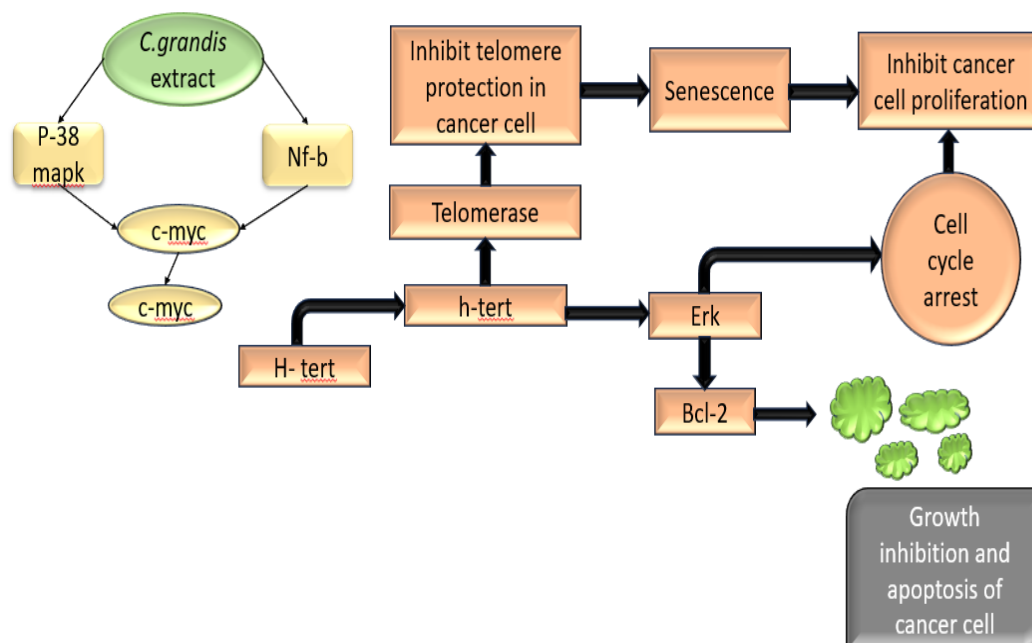 C.grandis
extract
P-38
mapk
Nf-b
c-myc
c-myc
Inhibit telomere
protection in
cancer cell
Senescence
Inhibit cancer
cell proliferation
Telomerase
Cell
cycle
arrest
h-tert
Erk
H- tert
Bcl-2
Growth
inhibition and
apoptosis of
cancer cell